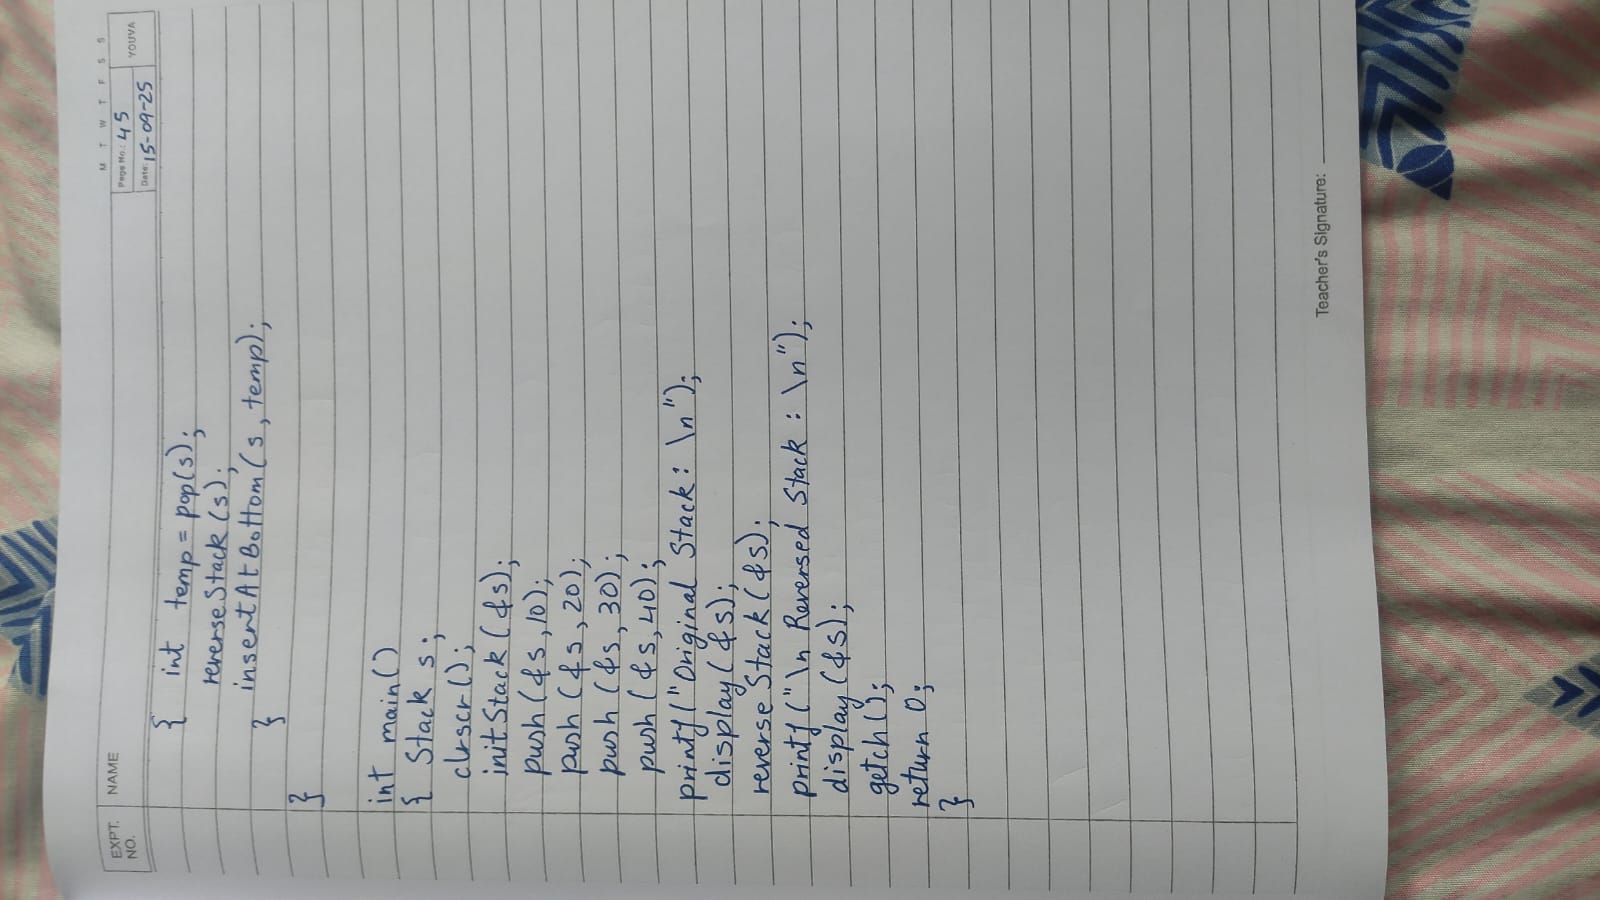 M T W T F S S
EXPT. NO.
NAME
Page No.: 45
Date: 15-09-25
YOUVA
{ int temp = pop(s);
reverseStack(s);
insertAtBottom(s, temp);
}
}
int main()
{ Stack s;
clrscr();
initStack(&s);
push(&s,10);
push(&s,20);
push(&s,30);
push(&s,40);
printf("Original Stack: \n");
display(&s);
reverseStack(&s);
printf("\n Reversed Stack : \n");
display(&s);
getch();
return 0;
}
Teacher's Signature: